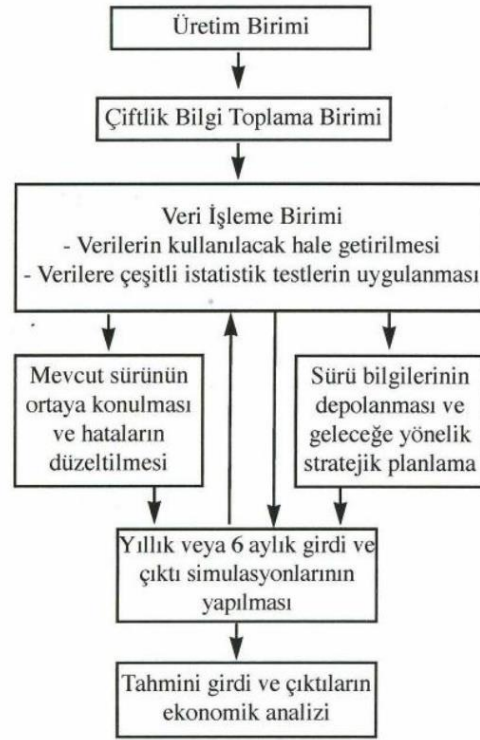 Üretim Birimi
Çiftlik Bilgi Toplama Birimi
Veri İşleme Birimi
- Verilerin kullanılacak hale getirilmesi
- Verilere çeşitli istatistik testlerin uygulanması
Mevcut sürünün
ortaya konulması
ve hataların
düzeltilmesi
Sürü bilgilerinin
depolanması ve
geleceğe yönelik
stratejik planlama
Yıllık veya 6 aylık girdi ve
çıktı simulasyonlarının
yapılması
Tahmini girdi ve çıktıların
ekonomik analizi